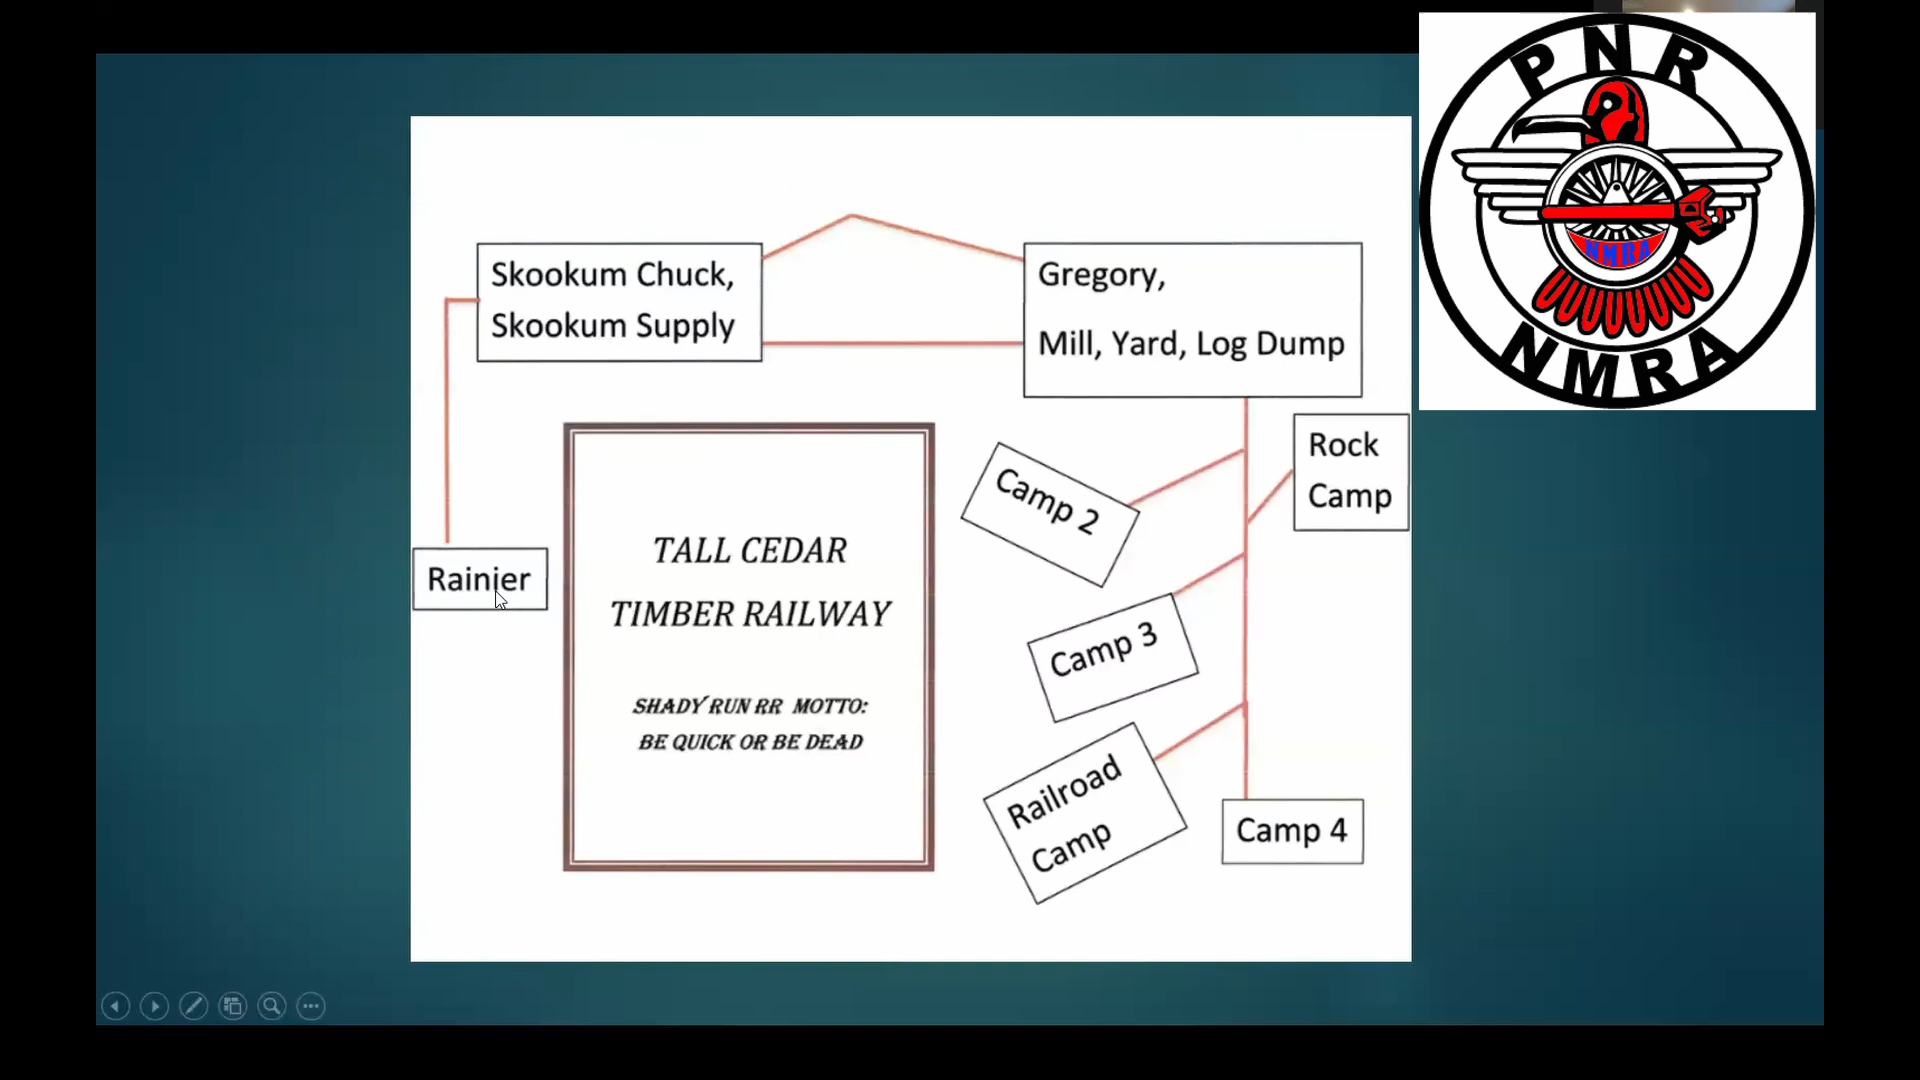 PNR
NMRA
NMRA
Skookum Chuck,
Skookum Supply
Gregory,
Mill, Yard, Log Dump
Rock
Camp
Camp 2
Rainier
TALL CEDAR
TIMBER RAILWAY
SHADY RUN RR MOTTO:
BE QUICK OR BE DEAD
Camp 3
Railroad
Camp
Camp 4